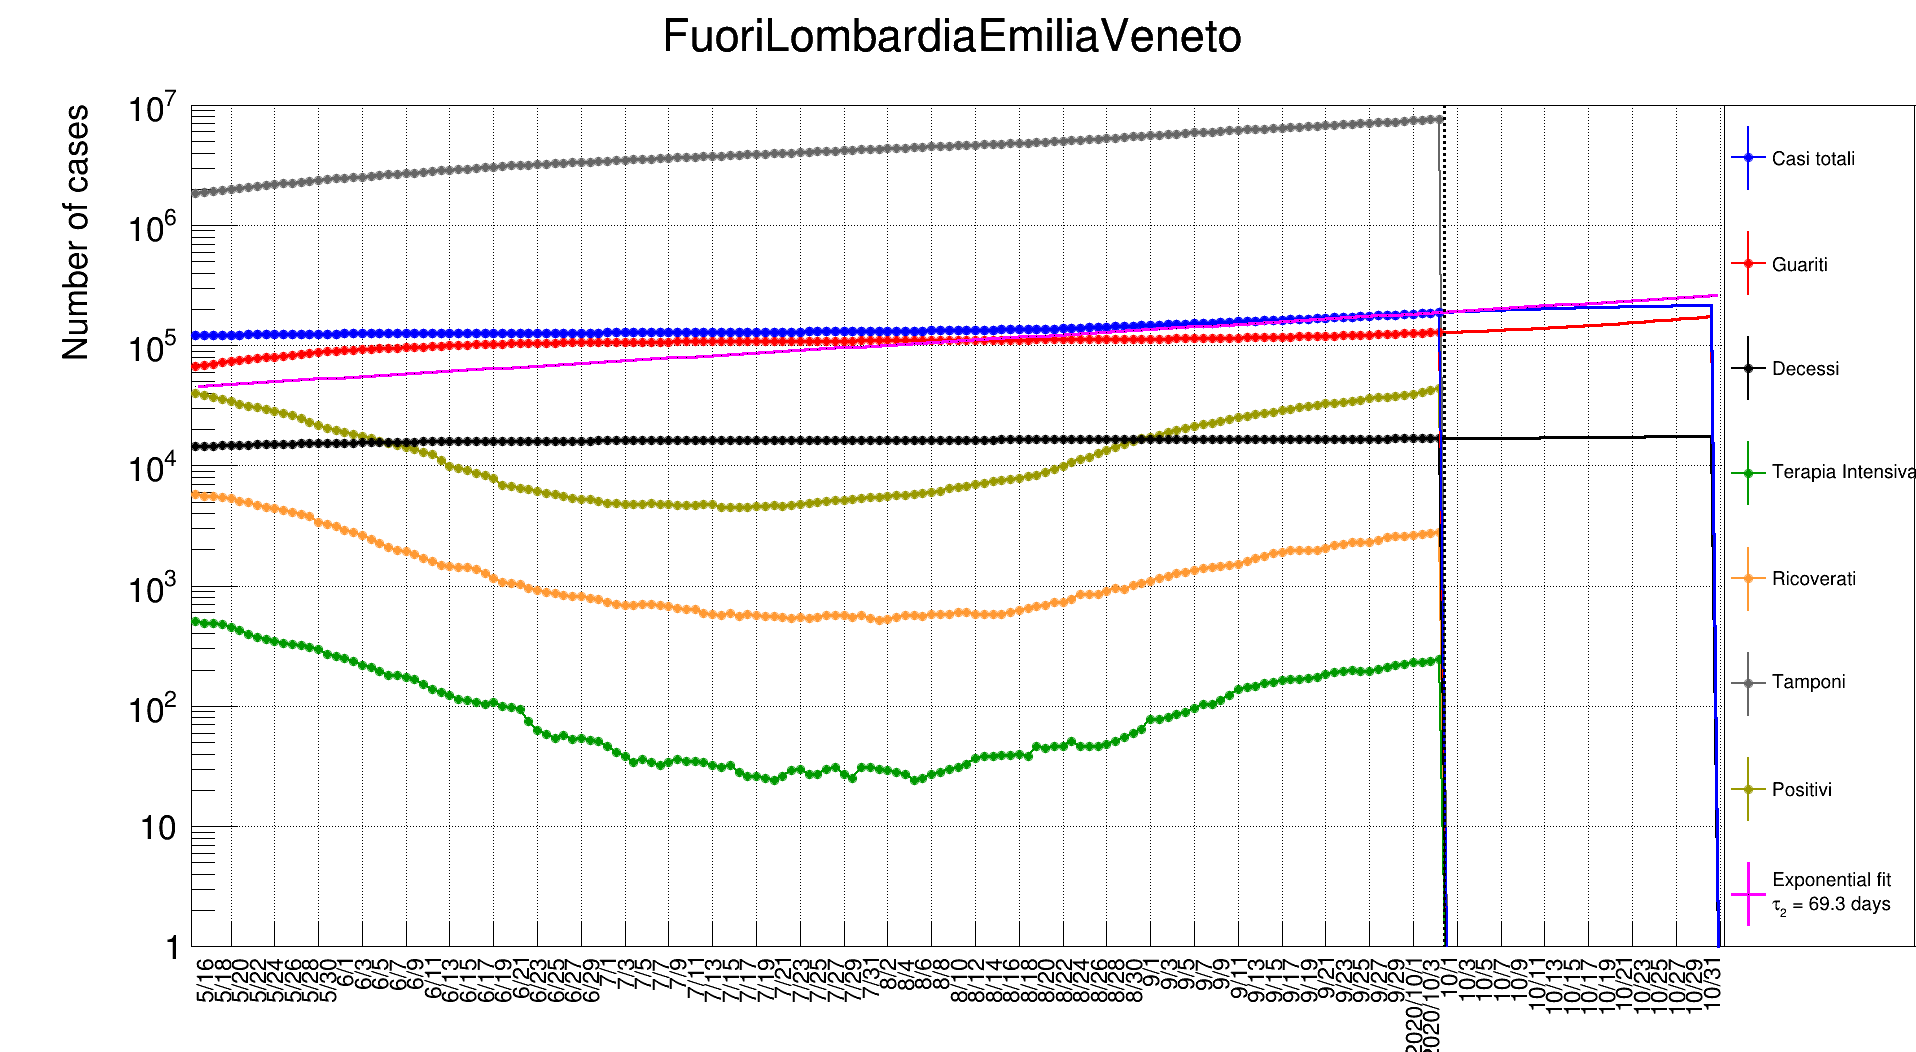 FuoriLombardiaEmiliaVeneto
Number of cases
10^7
10^6
10^5
10^4
10^3
10^2
10
1
5/16 5/18 5/20 5/22 5/24 5/26 5/28 5/30 6/1 6/3 6/5 6/7 6/9 6/11 6/13 6/15 6/17 6/19 6/21 6/23 6/25 6/27 6/29 7/1 7/3 7/5 7/7 7/9 7/11 7/13 7/15 7/17 7/19 7/21 7/23 7/25 7/27 7/29 7/31 8/2 8/4 8/6 8/8 8/10 8/12 8/14 8/16 8/18 8/20 8/22 8/24 8/26 8/28 8/30 9/1 9/3 9/5 9/7 9/9 9/11 9/13 9/15 9/17 9/19 9/21 9/23 9/25 9/27 9/29 2020/10/1 2020/10/3 10/1 10/3 10/5 10/7 10/9 10/11 10/13 10/15 10/17 10/19 10/21 10/23 10/25 10/27 10/29 10/31
Casi totali
Guariti
Decessi
Terapia Intensiva
Ricoverati
Tamponi
Positivi
Exponential fit
τ₂ = 69.3 days